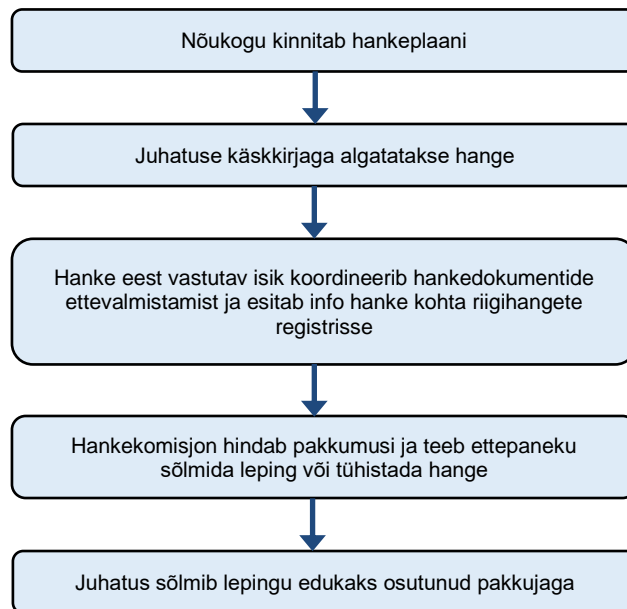 Nõukogu kinnitab hankeplaani
Juhatuse käskkirjaga algatatakse hange
Hanke eest vastutav isik koordineerib hankedokumentide
ettevalmistamist ja esitab info hanke kohta riigihangete
registrisse
Hankekomisjon hindab pakkumusi ja teeb ettepaneku
sõlmida leping või tühistada hange
Juhatus sõlmib lepingu edukaks osutunud pakkujaga